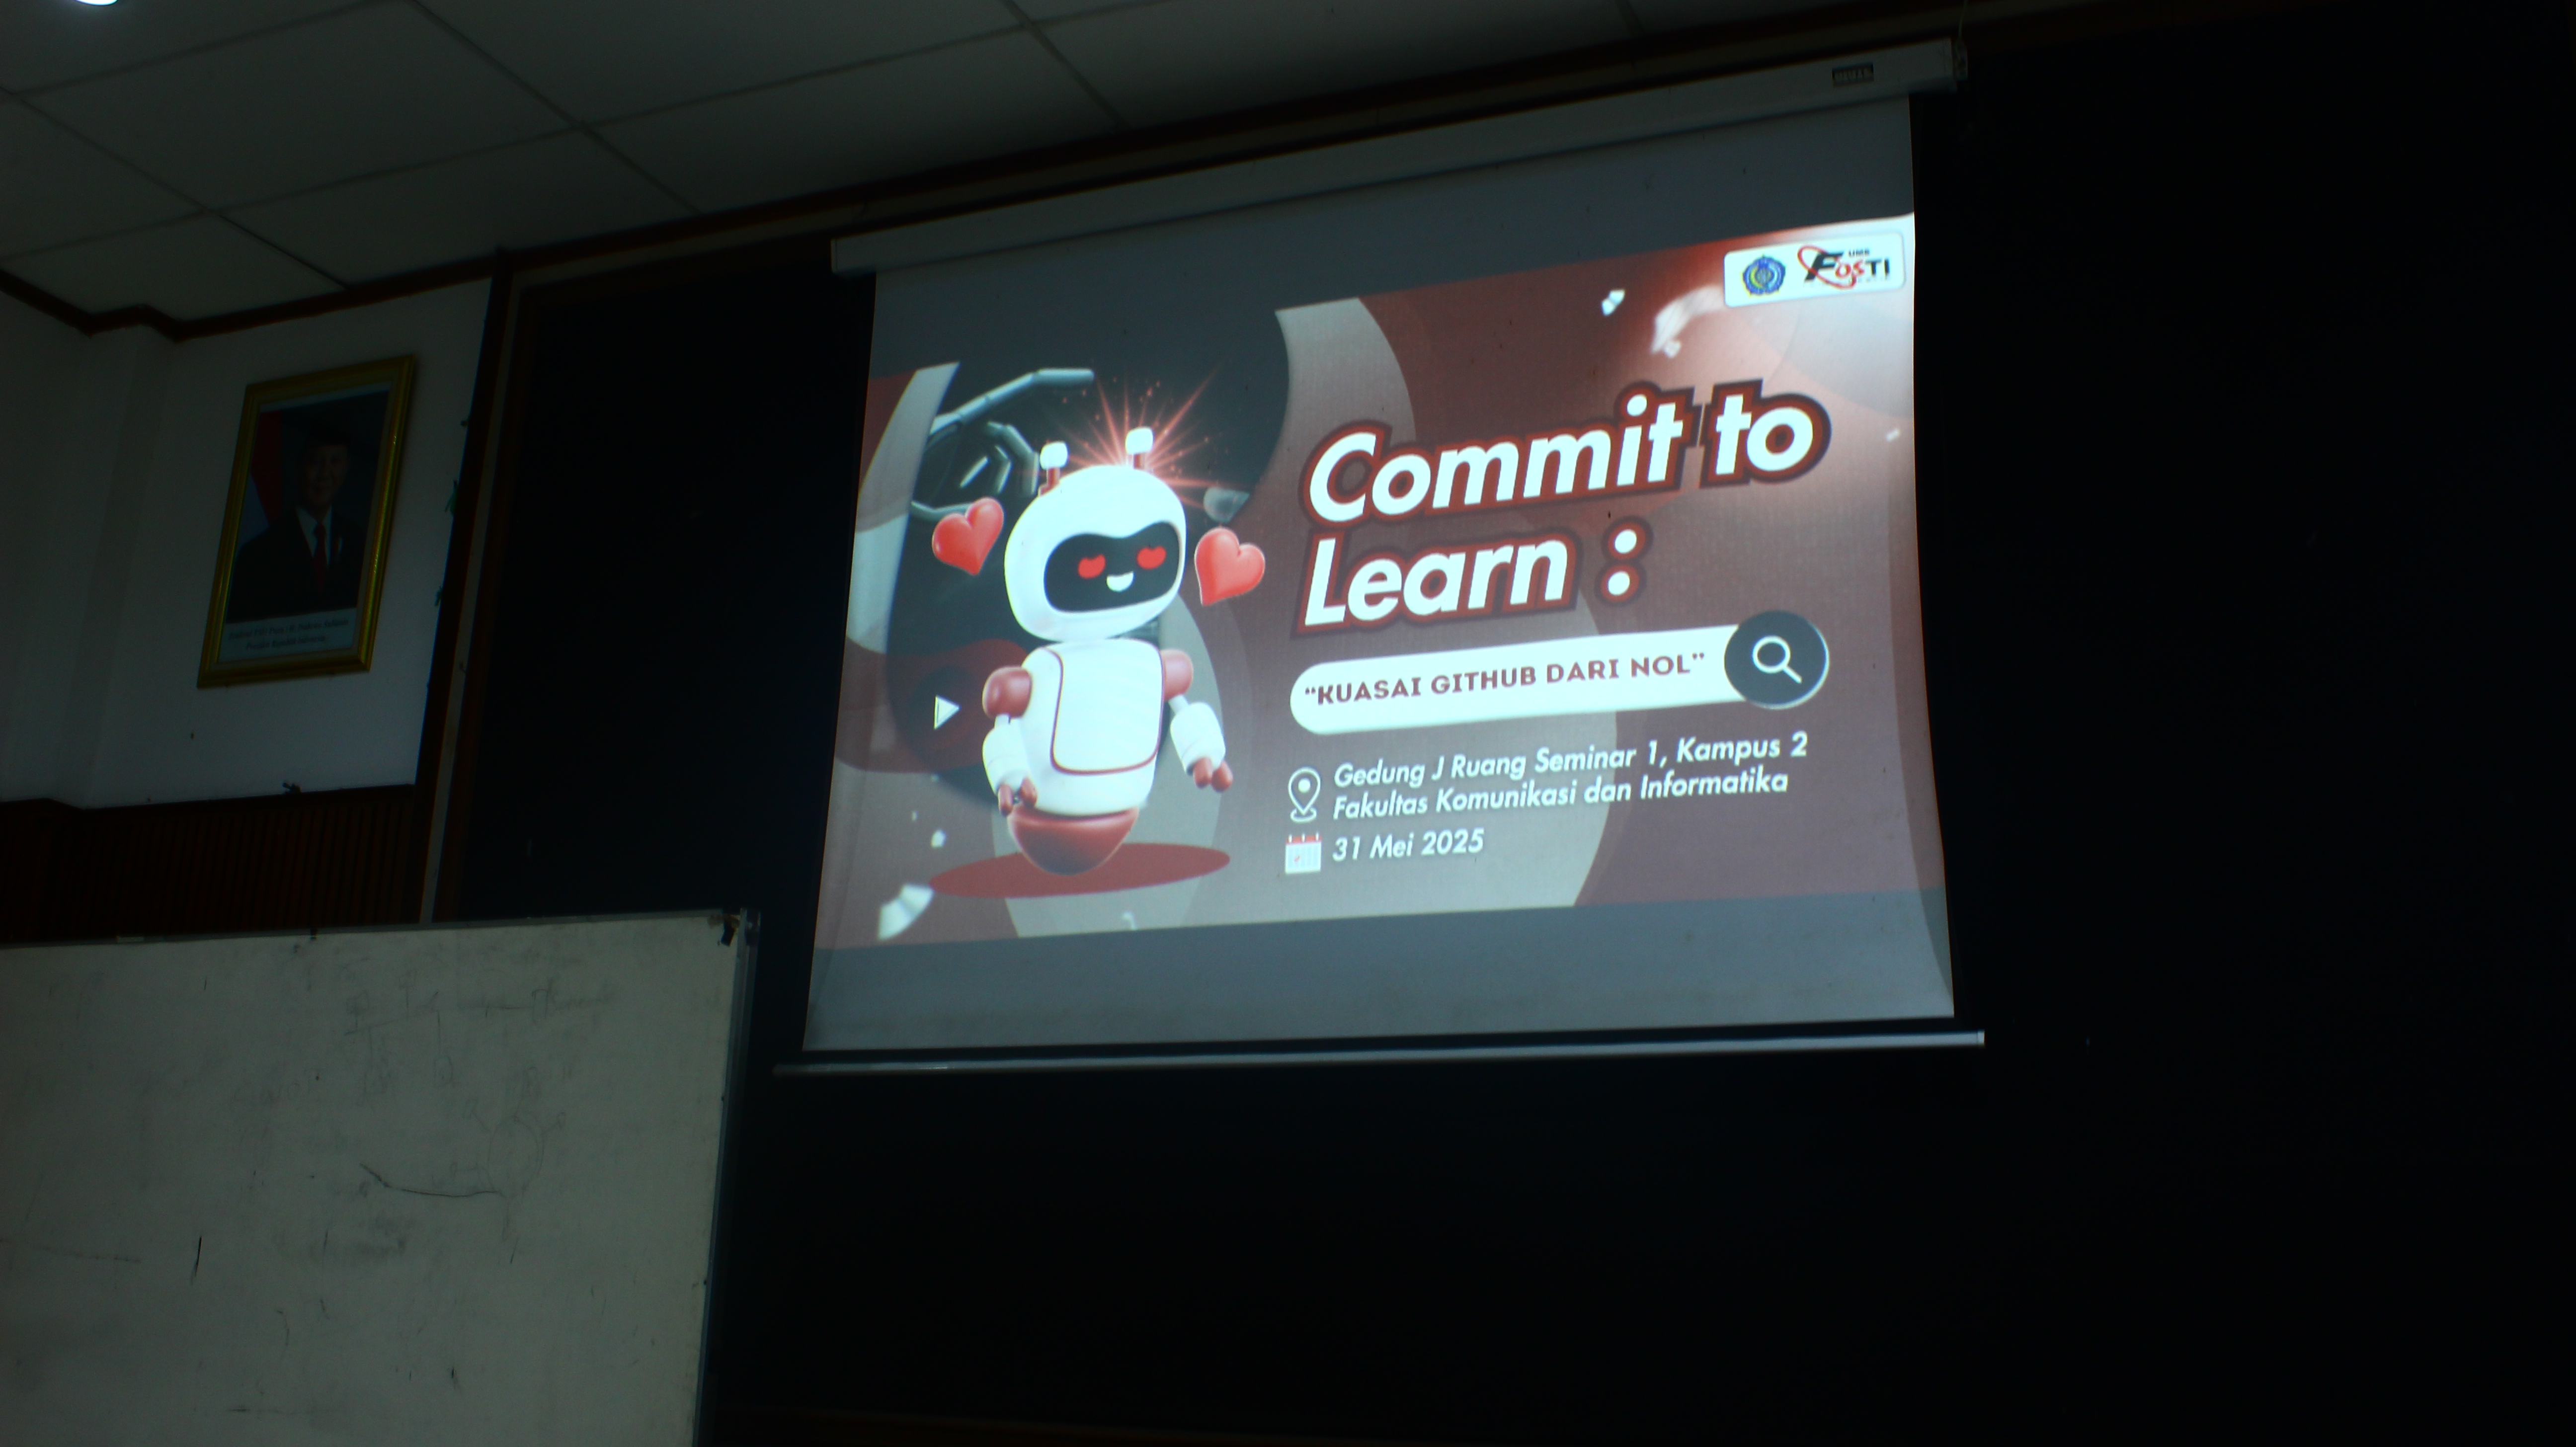 UMS
FOSTI
Commit to
Learn :
“KUASAI GITHUB DARI NOL”
Gedung J Ruang Seminar 1, Kampus 2
Fakultas Komunikasi dan Informatika
31 Mei 2025